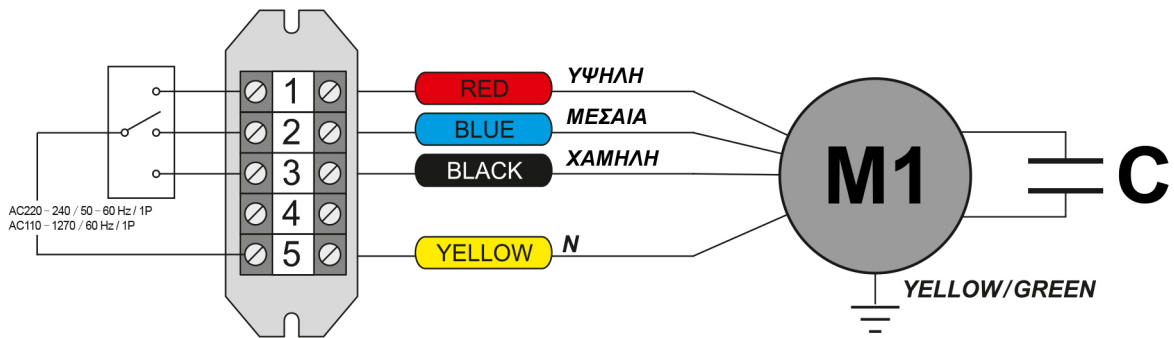 1 RED ΥΨΗΛΗ
2 BLUE ΜΕΣΑΙΑ
3 BLACK ΧΑΜΗΛΗ
4
5 YELLOW N
AC220 - 240 / 50 - 60 Hz / 1P
AC110 - 1270 / 60 Hz / 1P
M1
C
YELLOW/GREEN